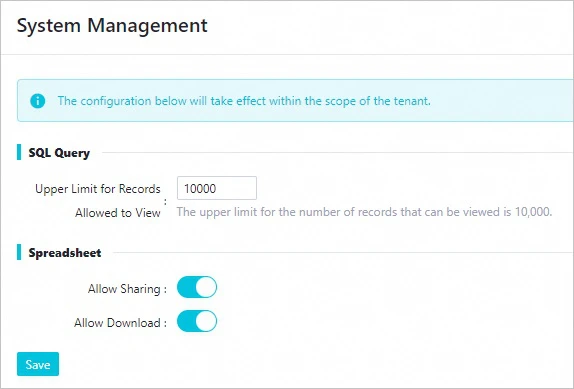 System Management
The configuration below will take effect within the scope of the tenant.
SQL Query
Upper Limit for Records Allowed to View :
10000
The upper limit for the number of records that can be viewed is 10,000.
Spreadsheet
Allow Sharing :
Allow Download :
Save